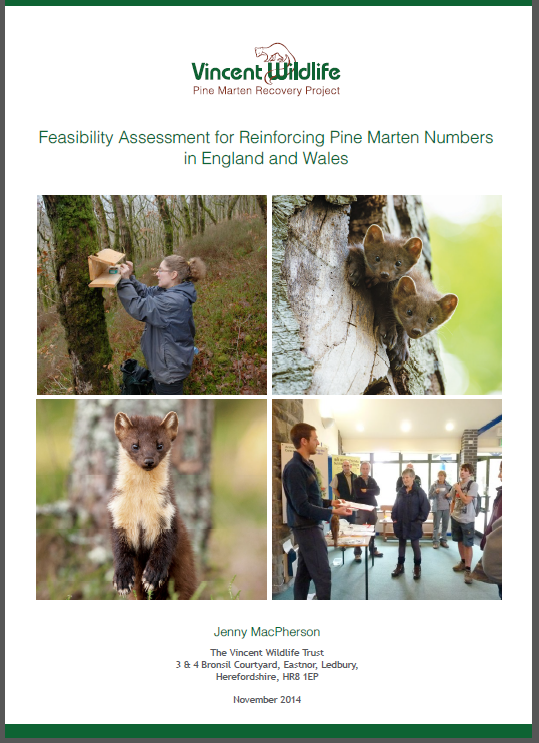 Vincent Wildlife
Pine Marten Recovery Project
Feasibility Assessment for Reinforcing Pine Marten Numbers
in England and Wales
Jenny MacPherson
The Vincent Wildlife Trust
3 & 4 Bronsil Courtyard, Eastnor, Ledbury,
Herefordshire, HR8 1EP
November 2014